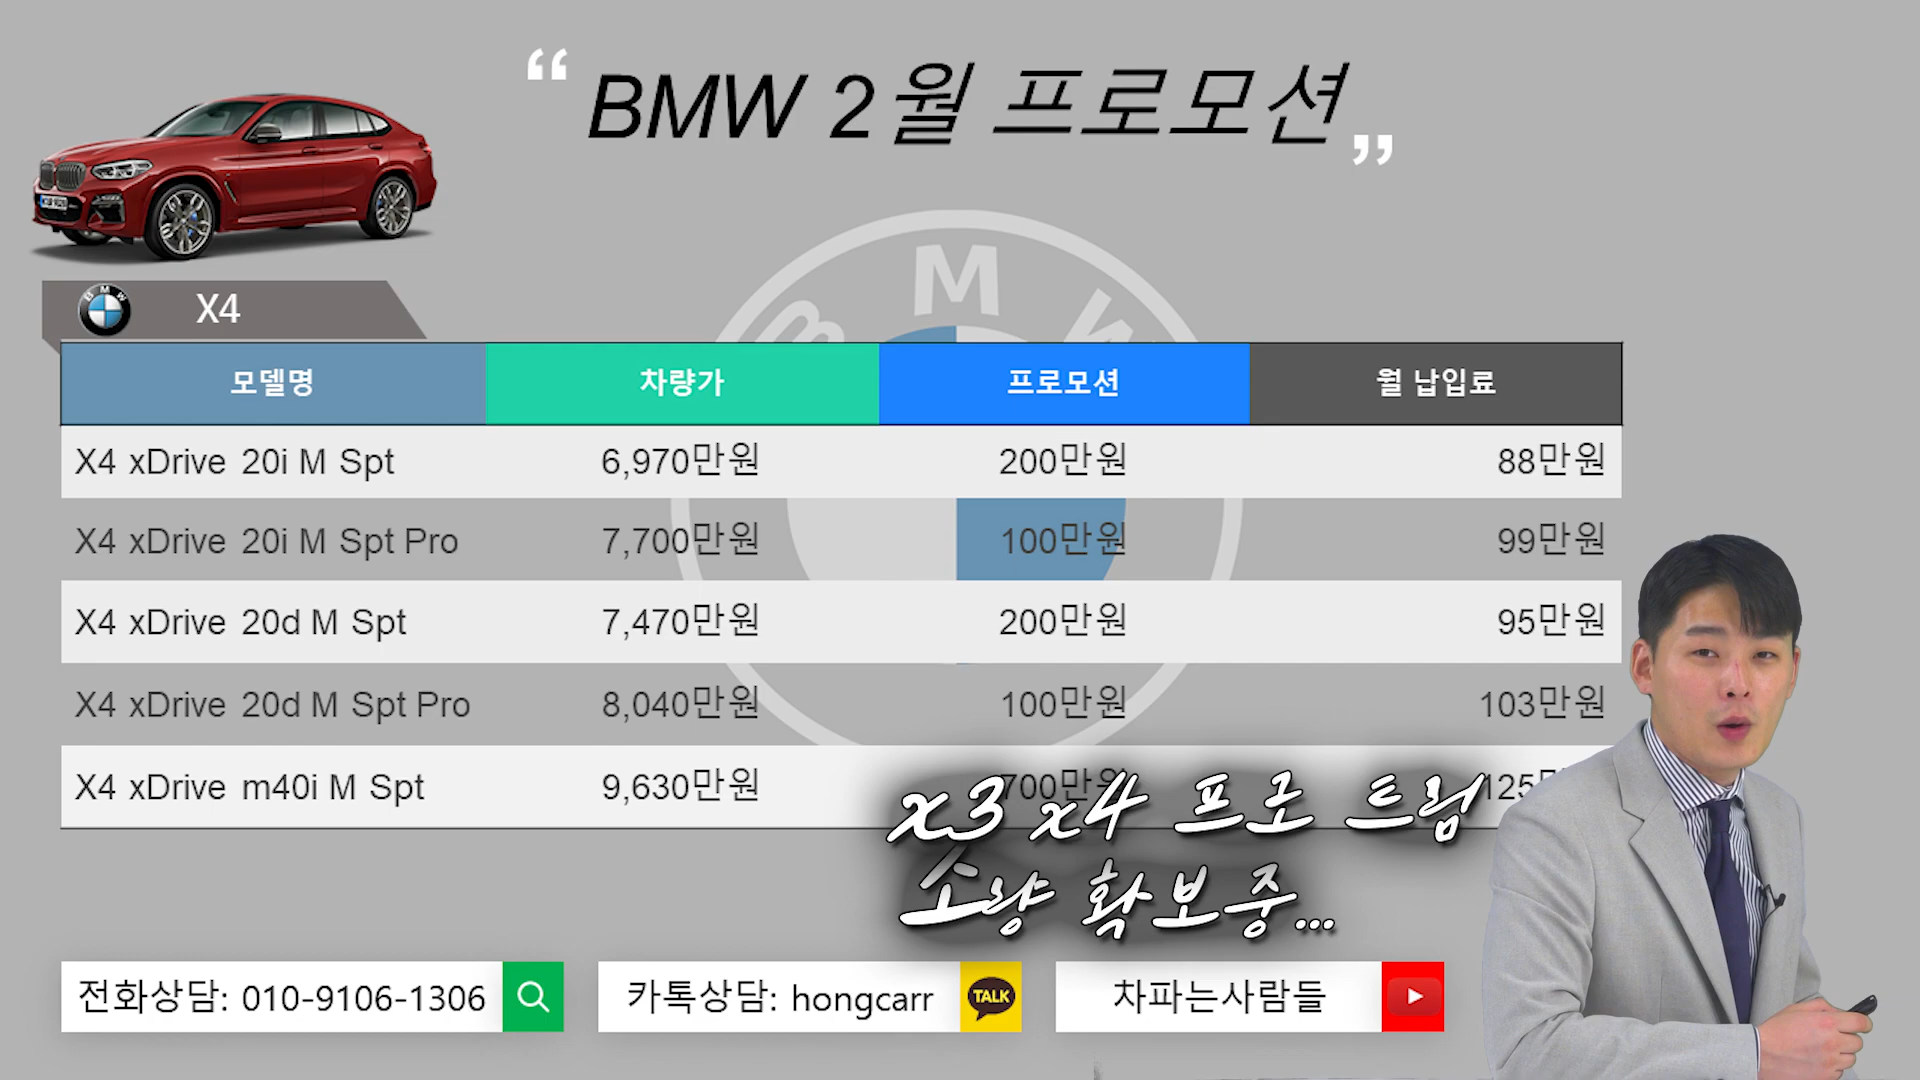 “ BMW 2월 프로모션 ”
X4
모델명 차량가 프로모션 월 납입료
X4 xDrive 20i M Spt 6,970만원 200만원 88만원
X4 xDrive 20i M Spt Pro 7,700만원 100만원 99만원
X4 xDrive 20d M Spt 7,470만원 200만원 95만원
X4 xDrive 20d M Spt Pro 8,040만원 100만원 103만원
X4 xDrive m40i M Spt 9,630만원 700만원
x3 x4 프로 트림
소량 확보중...
전화상담: 010-9106-1306
카톡상담: hongcarr
TALK
차파는사람들